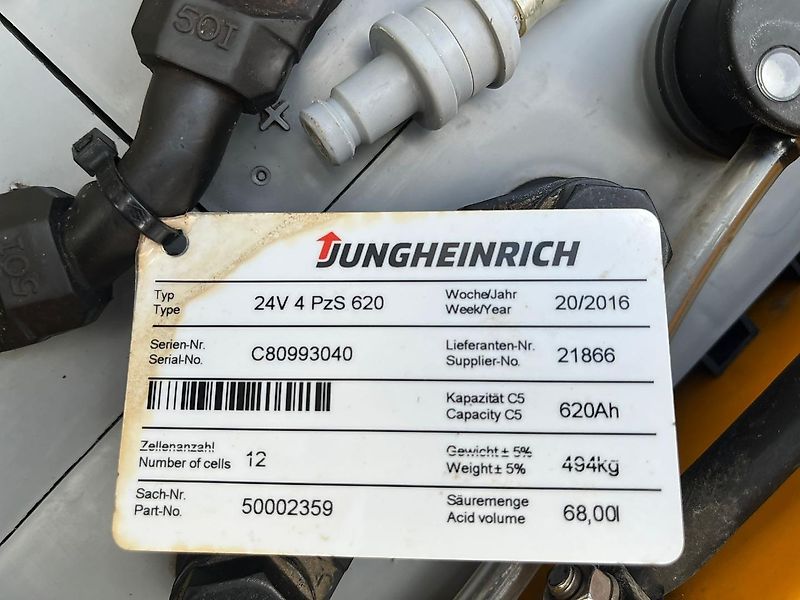 50I
50I
JUNGHEINRICH
Typ
Type
24V 4 PzS 620
Woche/Jahr
Week/Year
20/2016
Serien-Nr.
Serial-No.
C80993040
Lieferanten-Nr.
Supplier-No.
21866
Kapazität C5
Capacity C5
620Ah
Zellenanzahl
Number of cells
12
Gewicht ± 5%
Weight ± 5%
494kg
Sach-Nr.
Part-No.
50002359
Säuremenge
Acid volume
68,00l